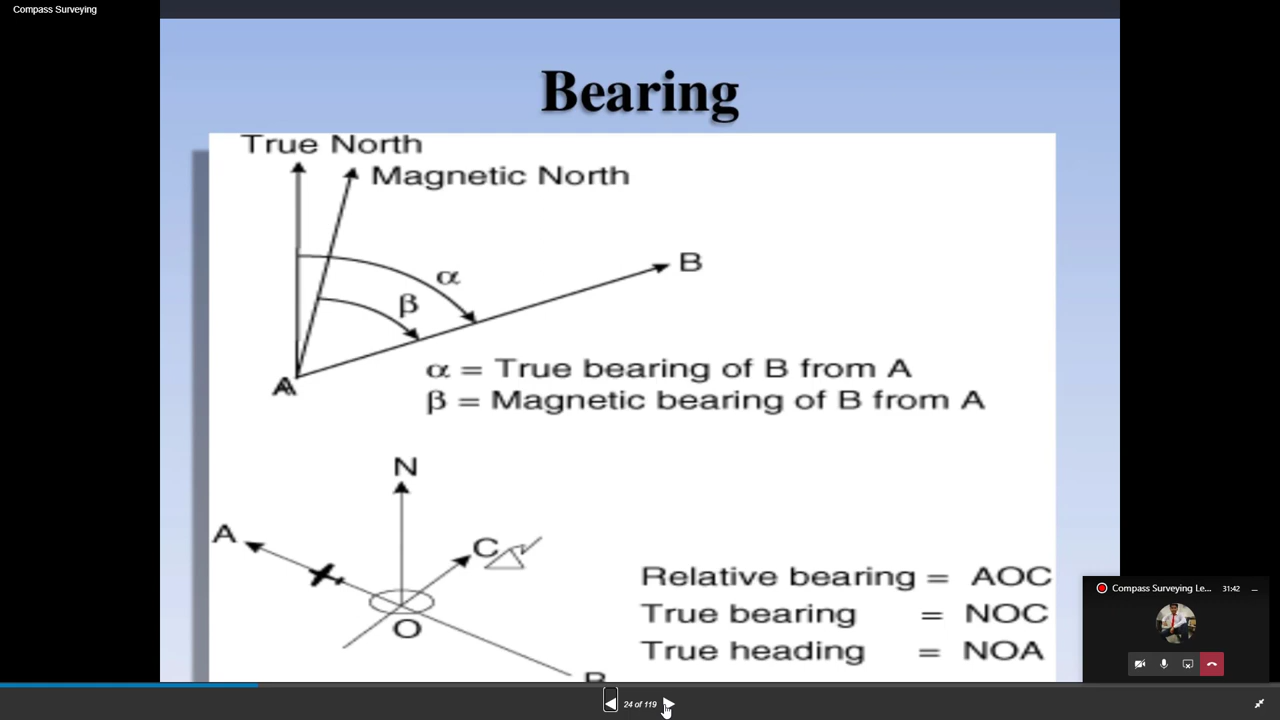 Compass Surveying
Bearing
True North
Magnetic North
B
α
β
A
α = True bearing of B from A
β = Magnetic bearing of B from A
N
A
C
O
Relative bearing = AOC
True bearing = NOC
True heading = NOA
Compass Surveying Le... 31:42
24 of 119